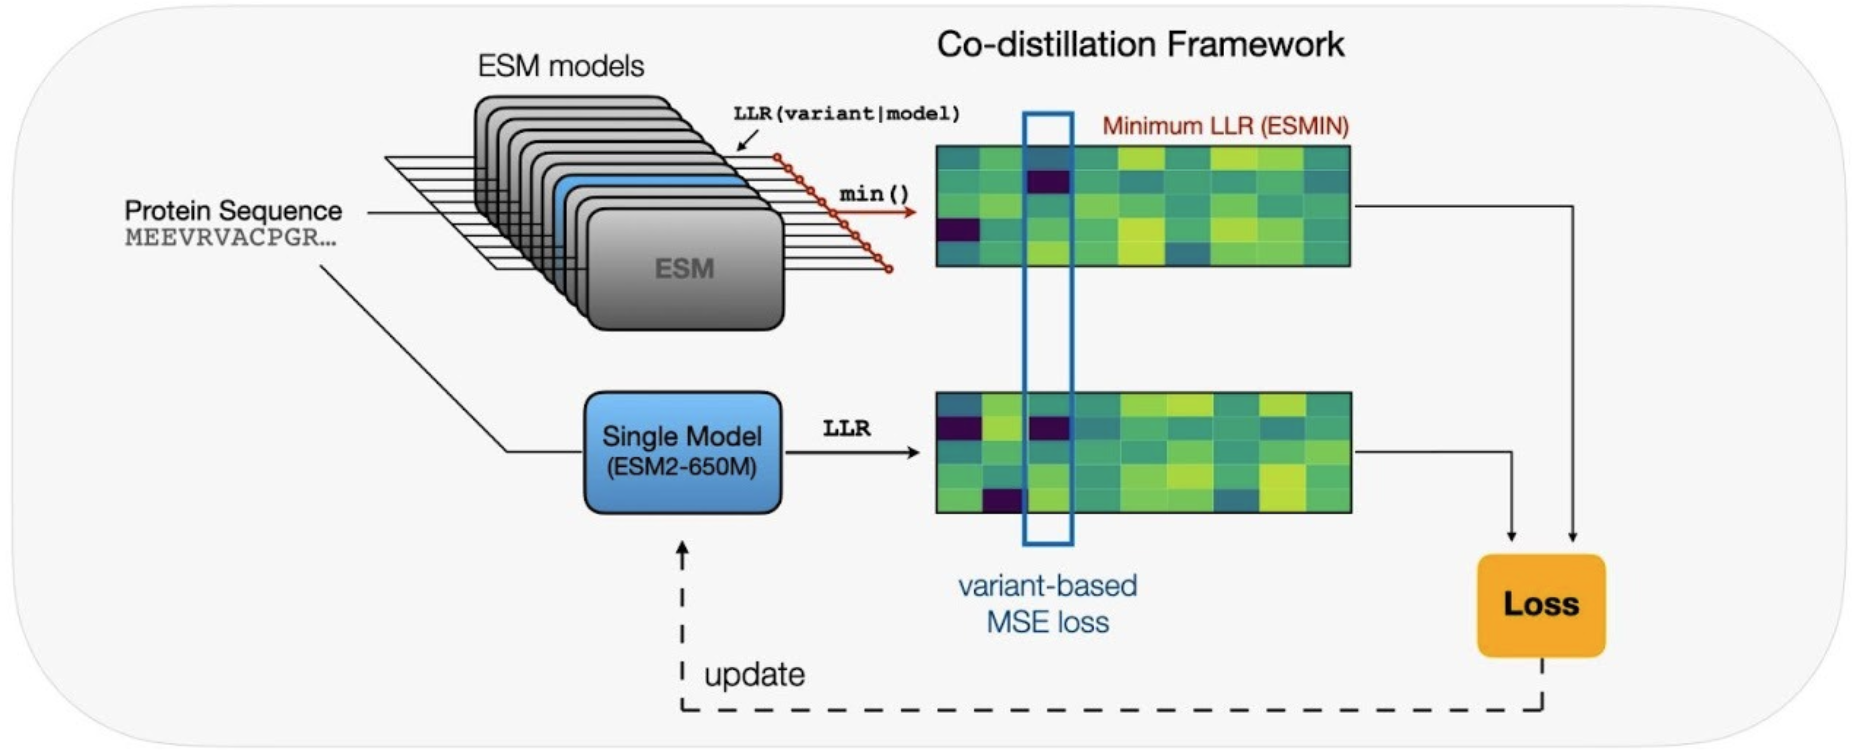 Co-distillation Framework
ESM models
LLR(variant|model)
Minimum LLR (ESMIN)
min()
Protein Sequence
MEEVRVACPGR…
ESM
Single Model
(ESM2-650M)
LLR
variant-based
MSE loss
Loss
update